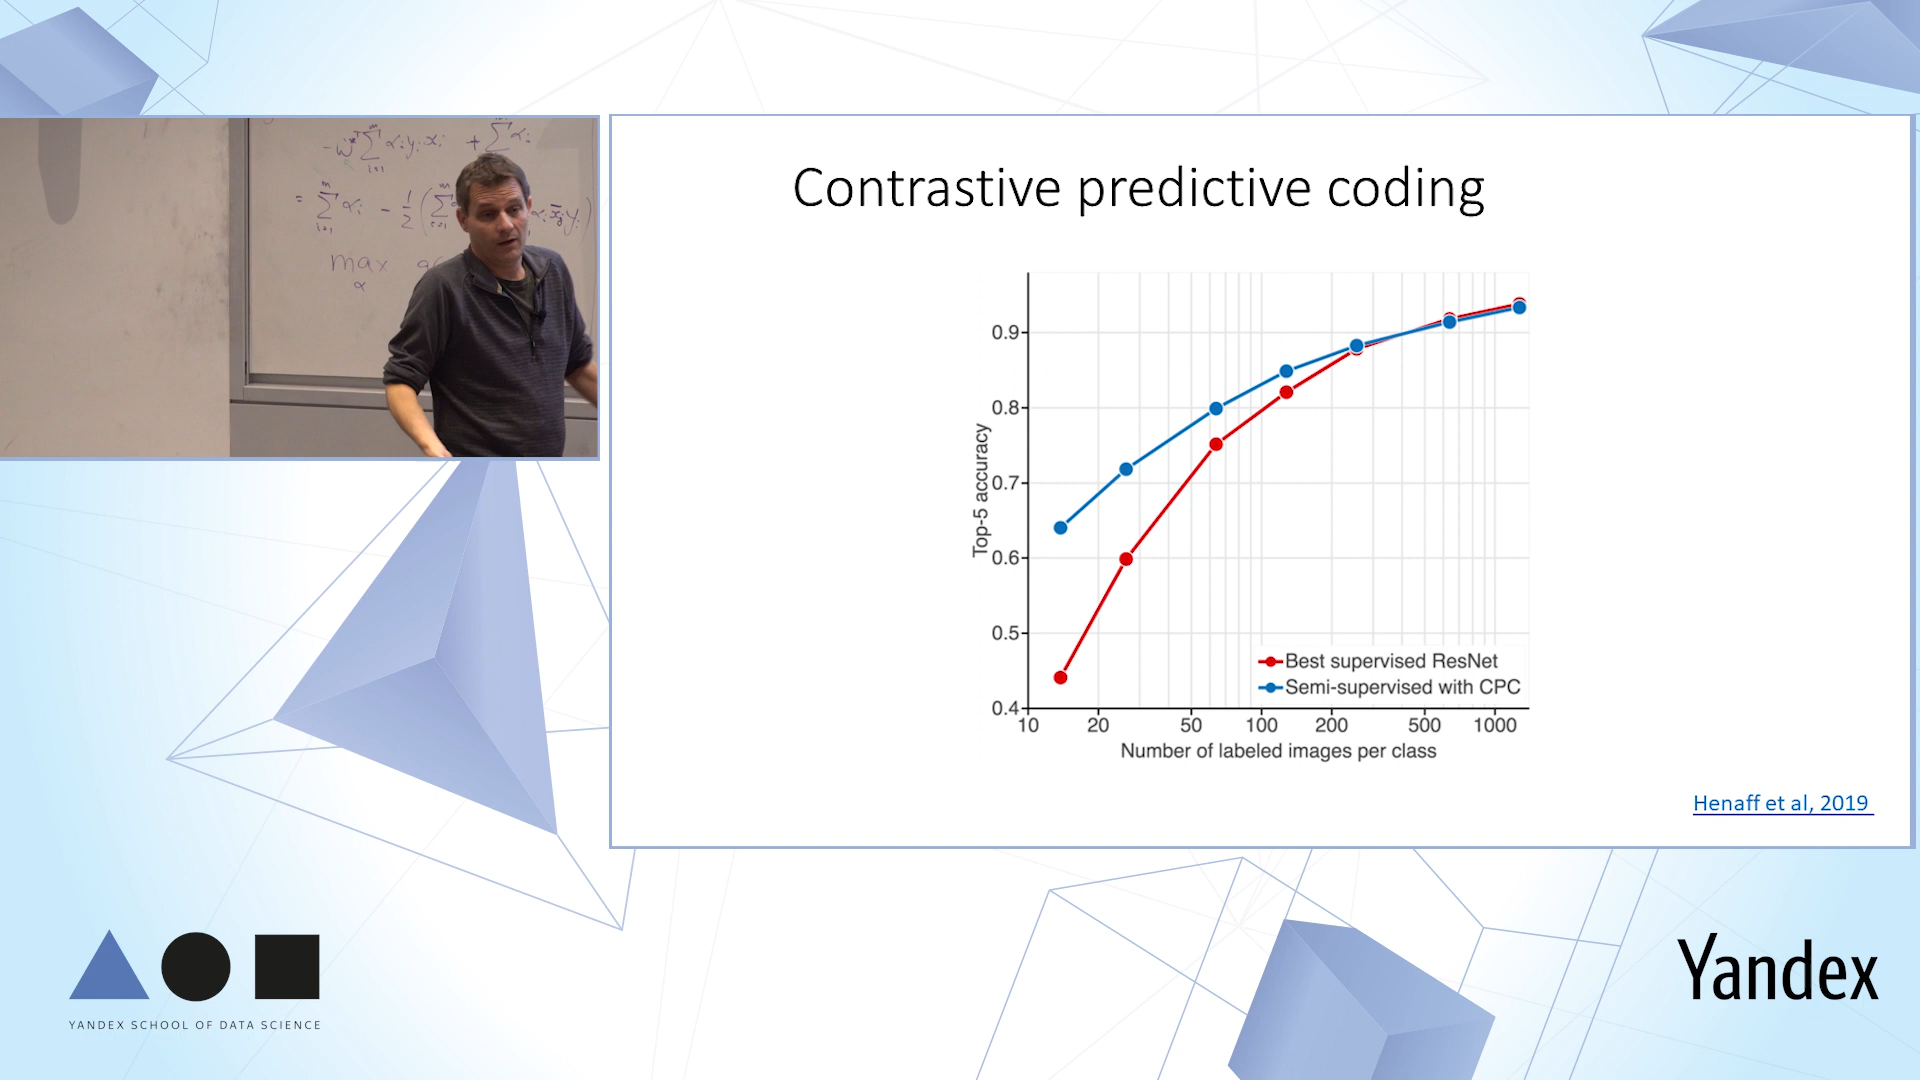 Contrastive predictive coding
Top-5 accuracy
0.9
0.8
0.7
0.6
0.5
0.4
10 20 50 100 200 500 1000
Number of labeled images per class
Best supervised ResNet
Semi-supervised with CPC
Henaff et al, 2019
max
α
YANDEX SCHOOL OF DATA SCIENCE
Yandex